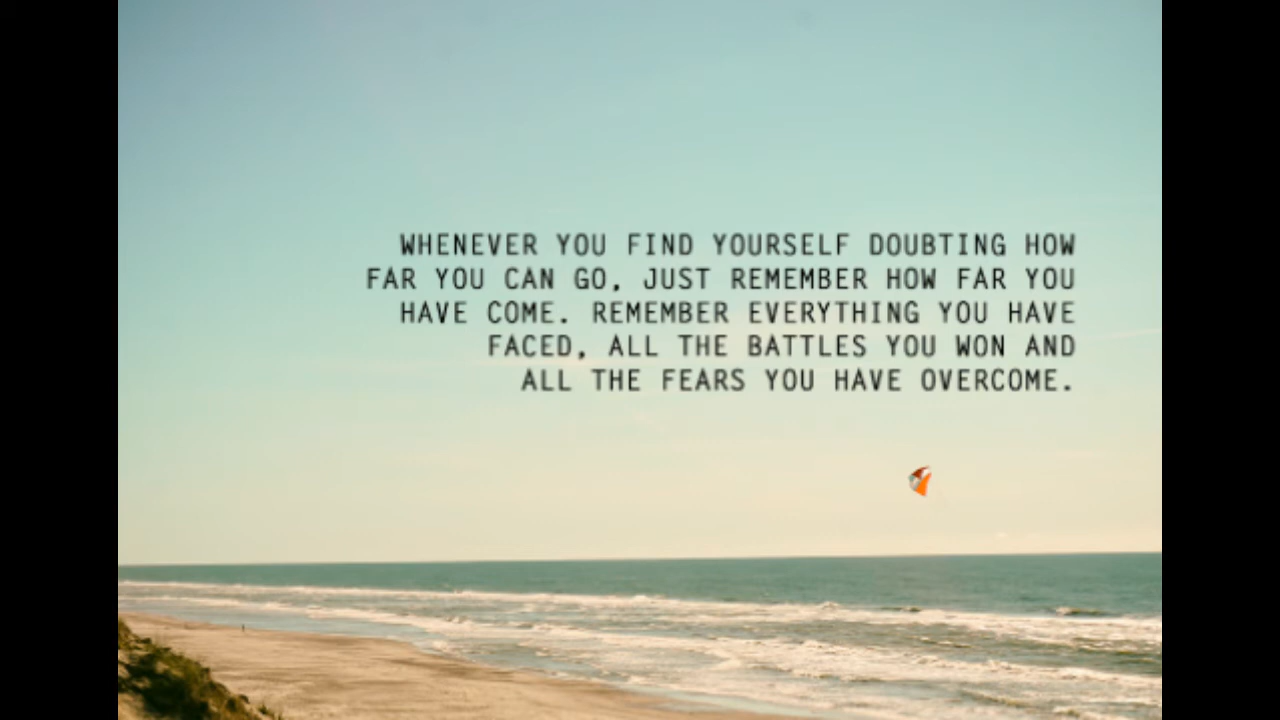 WHENEVER YOU FIND YOURSELF DOUBTING HOW
FAR YOU CAN GO, JUST REMEMBER HOW FAR YOU
HAVE COME. REMEMBER EVERYTHING YOU HAVE
FACED, ALL THE BATTLES YOU WON AND
ALL THE FEARS YOU HAVE OVERCOME.